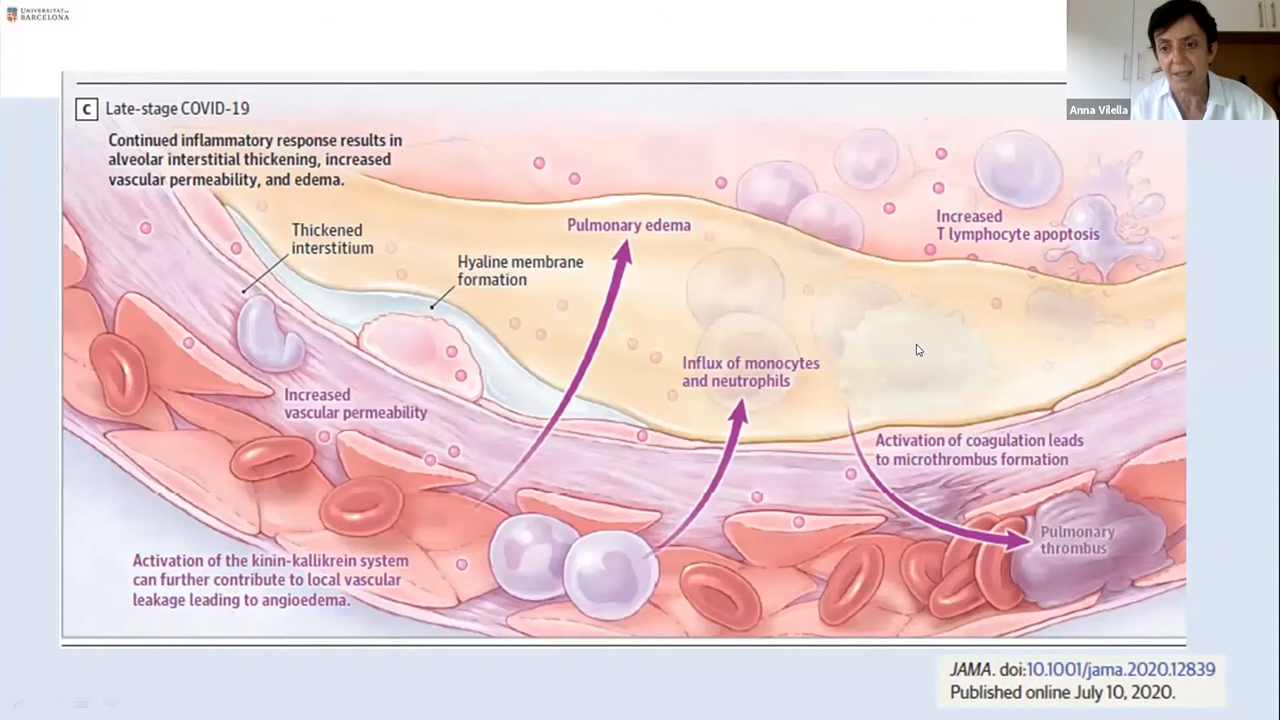 UNIVERSITAT DE
BARCELONA
Anna Vilella
C Late-stage COVID-19
Continued inflammatory response results in
alveolar interstitial thickening, increased
vascular permeability, and edema.
Thickened
interstitium
Hyaline membrane
formation
Pulmonary edema
Increased
T lymphocyte apoptosis
Influx of monocytes
and neutrophils
Increased
vascular permeability
Activation of coagulation leads
to microthrombus formation
Pulmonary
thrombus
Activation of the kinin-kallikrein system
can further contribute to local vascular
leakage leading to angioedema.
JAMA. doi:10.1001/jama.2020.12839
Published online July 10, 2020.